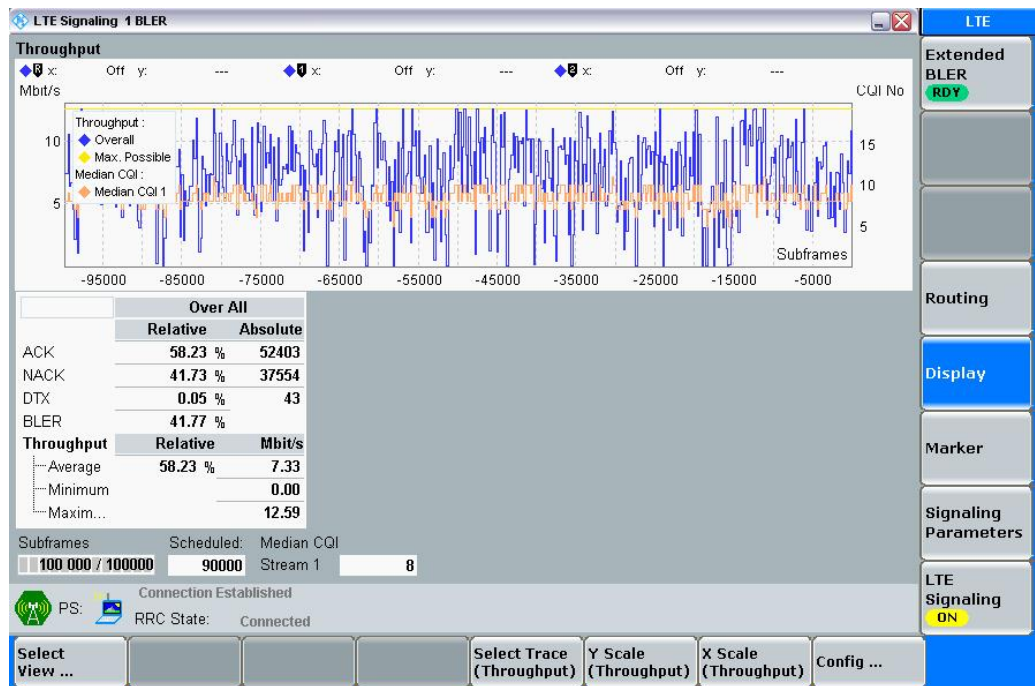 LTE Signaling 1 BLER
LTE
Throughput
R x: Off y: --- 1 x: Off y: --- 2 x: Off y: ---
Mbit/s
CQI No
Throughput :
Overall
Max. Possible
Median CQI :
Median CQI 1
10
5
15
10
5
Subframes
-95000 -85000 -75000 -65000 -55000 -45000 -35000 -25000 -15000 -5000
Over All
Relative Absolute
ACK 58.23 % 52403
NACK 41.73 % 37554
DTX 0.05 % 43
BLER 41.77 %
Throughput Relative Mbit/s
Average 58.23 % 7.33
Minimum 0.00
Maxim... 12.59
Subframes Scheduled: Median CQI
100 000 / 100000 90000 Stream 1 8
PS: Connection Established
RRC State: Connected
Extended
BLER
RDY
Routing
Display
Marker
Signaling
Parameters
LTE
Signaling
ON
Select
View ...
Select Trace
(Throughput)
Y Scale
(Throughput)
X Scale
(Throughput)
Config ...